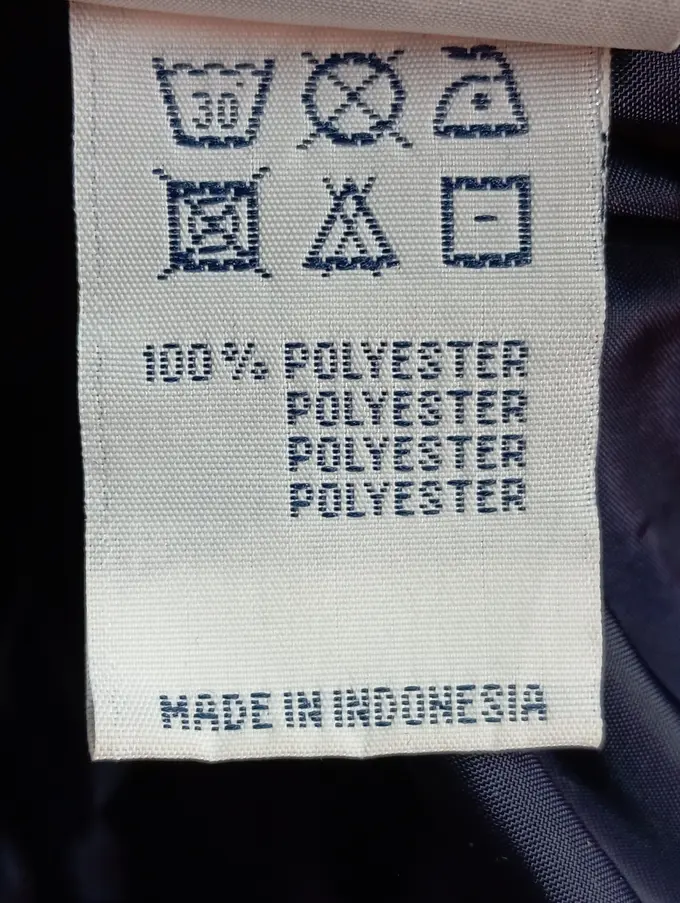 30
100% POLYESTER
POLYESTER
POLYESTER
POLYESTER
MADE IN INDONESIA